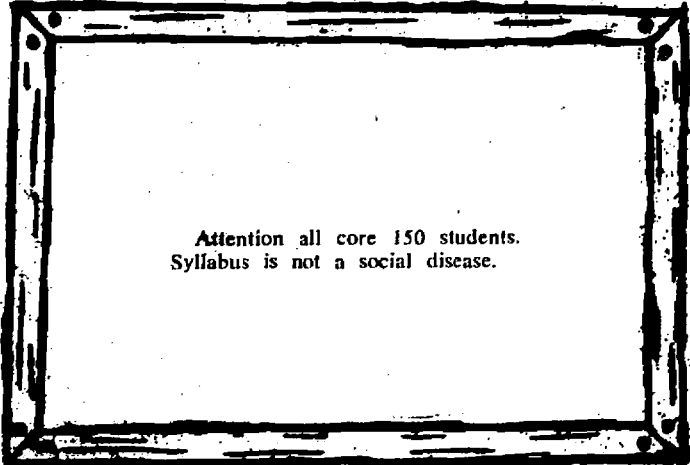 Attention all core 150 students.
Syllabus is not a social disease.